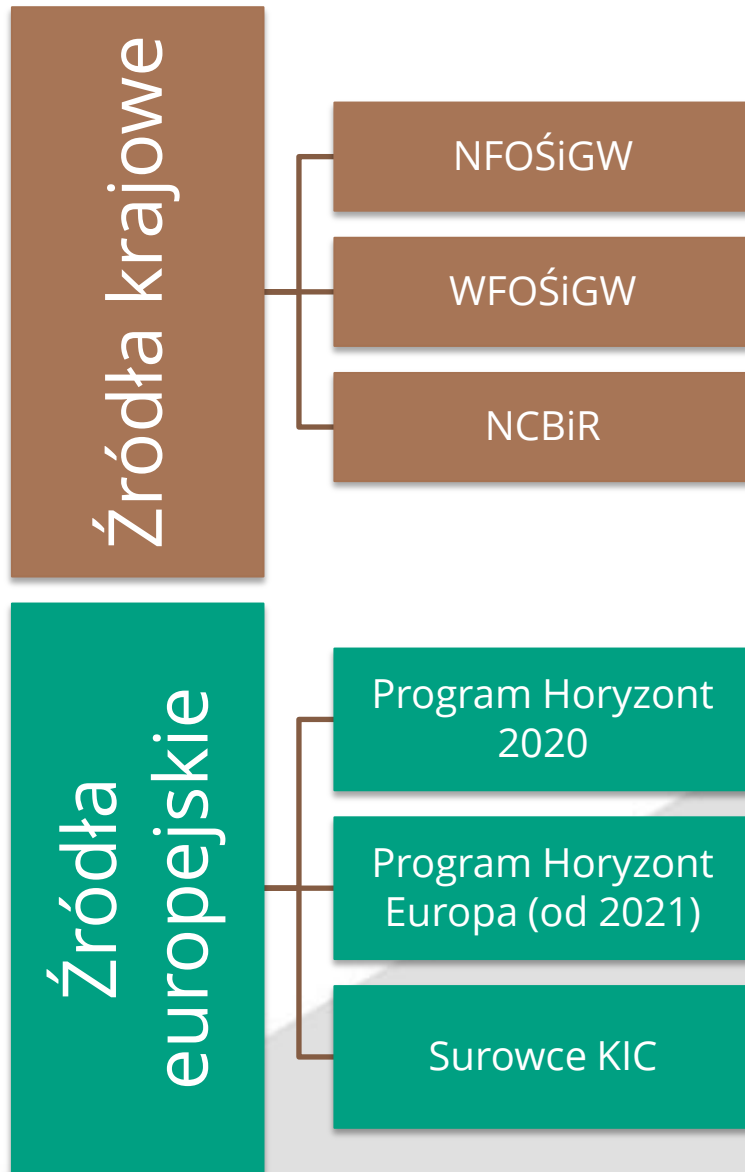 Źródła krajowe
NFOŚiGW
WFOŚiGW
NCBiR
Źródła
europejskie
Program Horyzont
2020
Program Horyzont
Europa (od 2021)
Surowce KIC